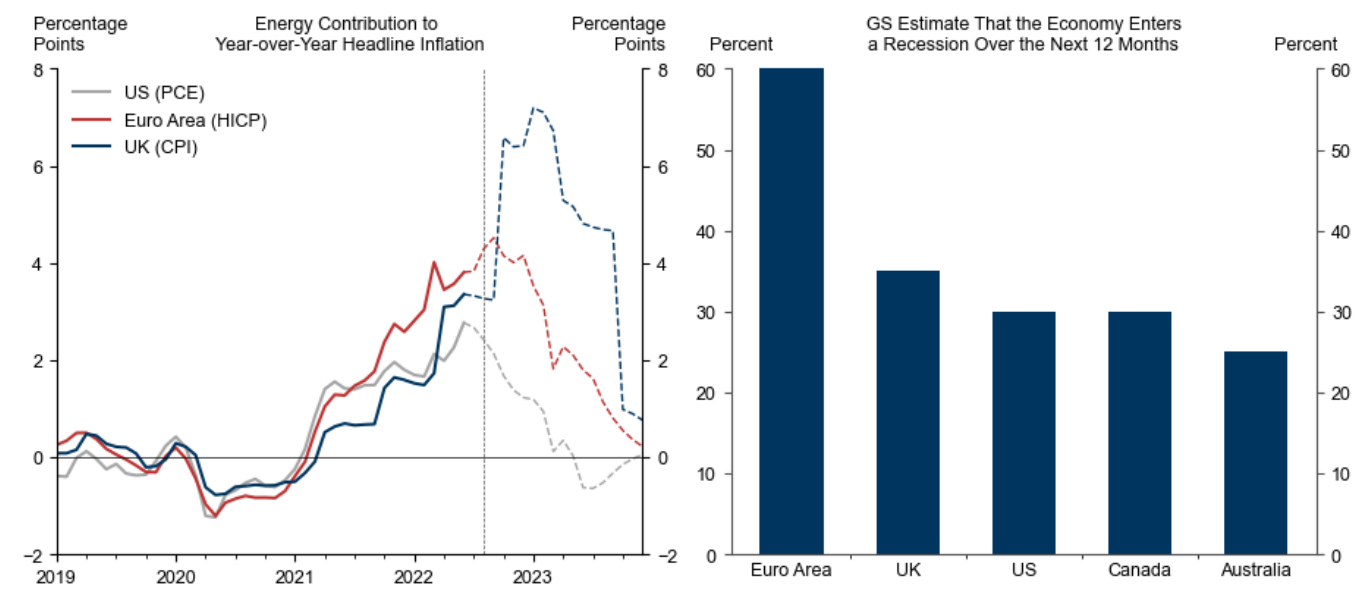 Percentage
Points
Energy Contribution to
Year-over-Year Headline Inflation
Percentage
Points
8
6
4
2
0
−2
US (PCE)
Euro Area (HICP)
UK (CPI)
8
6
4
2
0
−2
2019
2020
2021
2022
2023
Percent
GS Estimate That the Economy Enters
a Recession Over the Next 12 Months
Percent
60
50
40
30
20
10
0
60
50
40
30
20
10
0
Euro Area
UK
US
Canada
Australia